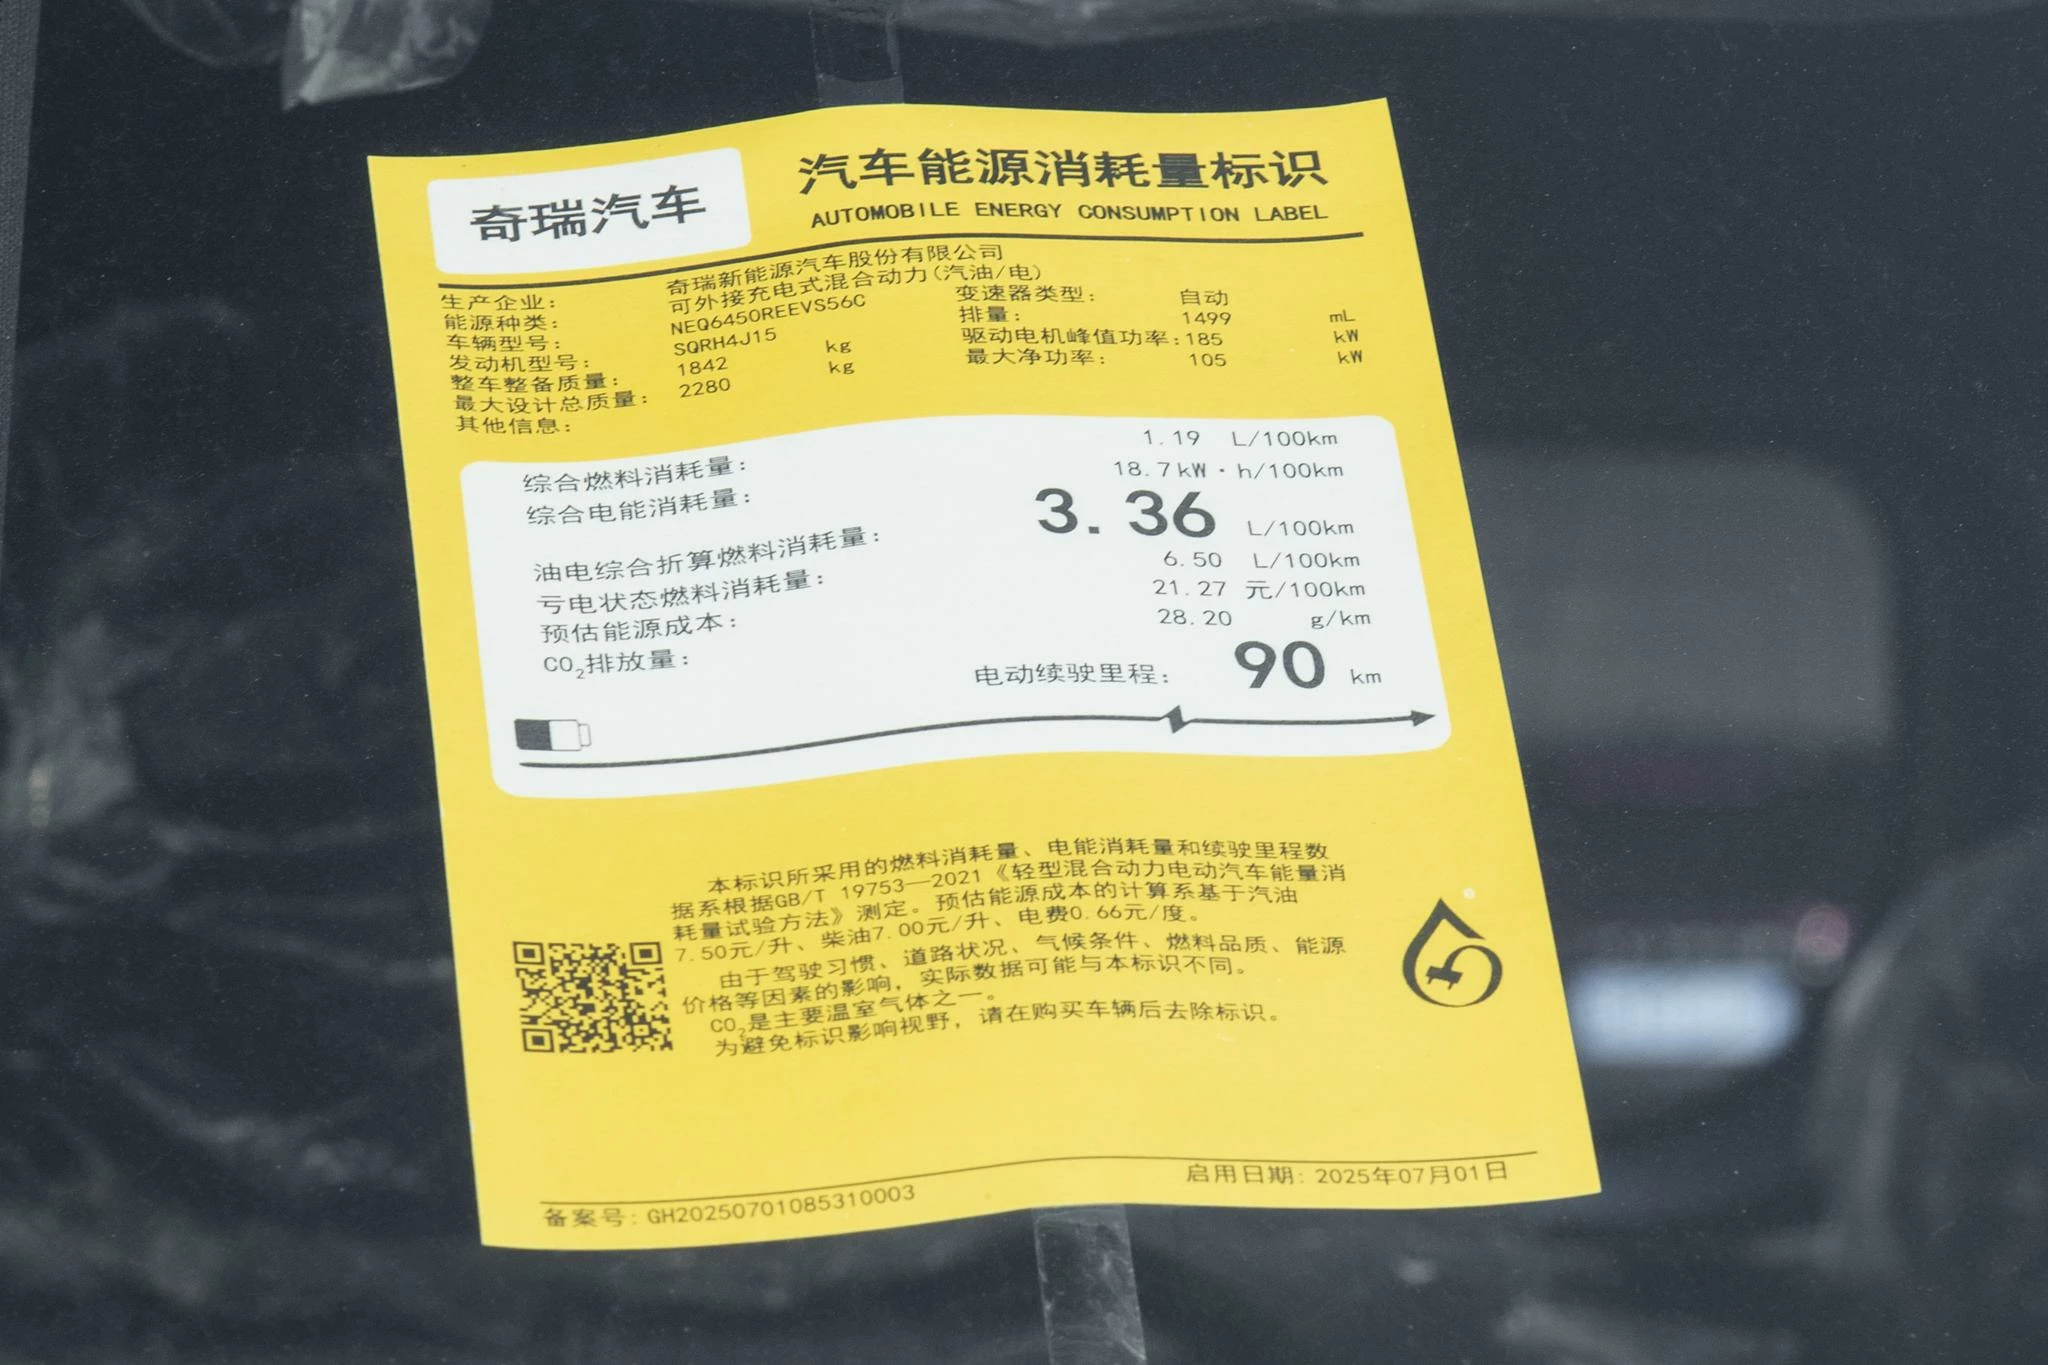 奇瑞汽车
汽车能源消耗量标识
AUTOMOBILE ENERGY CONSUMPTION LABEL
生产企业: 奇瑞新能源汽车股份有限公司
能源种类: 可外接充电式混合动力(汽油/电)
车辆型号: NEQ6450REEVS56C 变速器类型: 自动
发动机型号: SQRH4J15 排量: 1499 mL
整车整备质量: 1842 kg 驱动电机峰值功率: 185 kW
最大设计总质量: 2280 kg 最大净功率: 105 kW
其他信息:
综合燃料消耗量: 1.19 L/100km
综合电能消耗量: 18.7kW·h/100km
油电综合折算燃料消耗量: 3.36 L/100km
亏电状态燃料消耗量: 6.50 L/100km
预估能源成本: 21.27 元/100km
CO₂排放量: 28.20 g/km
电动续驶里程: 90 km
本标识所采用的燃料消耗量、电能消耗量和续驶里程数
据系根据GB/T 19753—2021《轻型混合动力电动汽车能量消
耗量试验方法》测定。预估能源成本的计算系基于汽油
7.50元/升、柴油7.00元/升、电费0.66元/度。
由于驾驶习惯、道路状况、气候条件、燃料品质、能源
价格等因素的影响，实际数据可能与本标识不同。
CO₂是主要温室气体之一。
为避免标识影响视野，请在购买车辆后去除标识。
备案号: GH20250701085310003
启用日期: 2025年07月01日